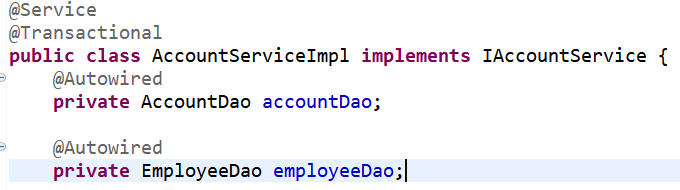 @Service
@Transactional
public class AccountServiceImpl implements IAccountService {
@Autowired
private AccountDao accountDao;
@Autowired
private EmployeeDao employeeDao;